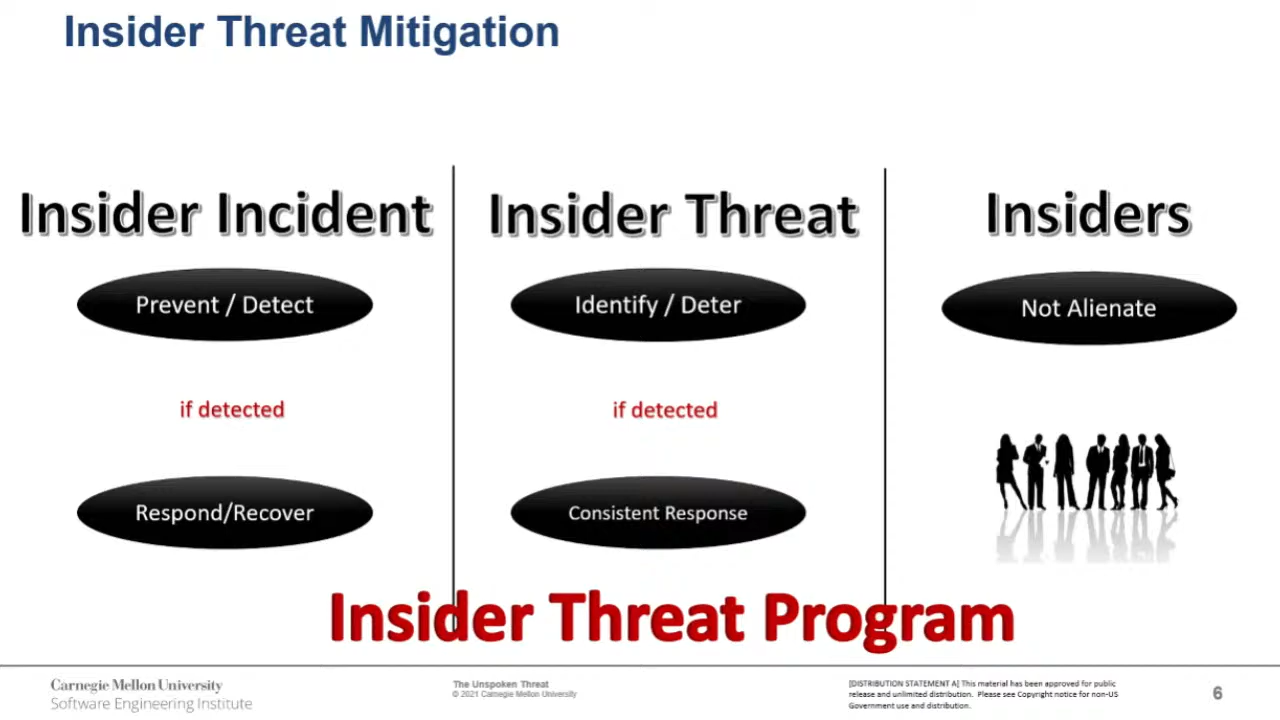 Insider Threat Mitigation
Insider Incident
Prevent / Detect
if detected
Respond/Recover
Insider Threat
Identify / Deter
if detected
Consistent Response
Insiders
Not Alienate
Insider Threat Program
Carnegie Mellon University
Software Engineering Institute
The Unspoken Threat
© 2021 Carnegie Mellon University
[DISTRIBUTION STATEMENT A] This material has been approved for public
release and unlimited distribution. Please see Copyright notice for non-US
Government use and distribution.
6